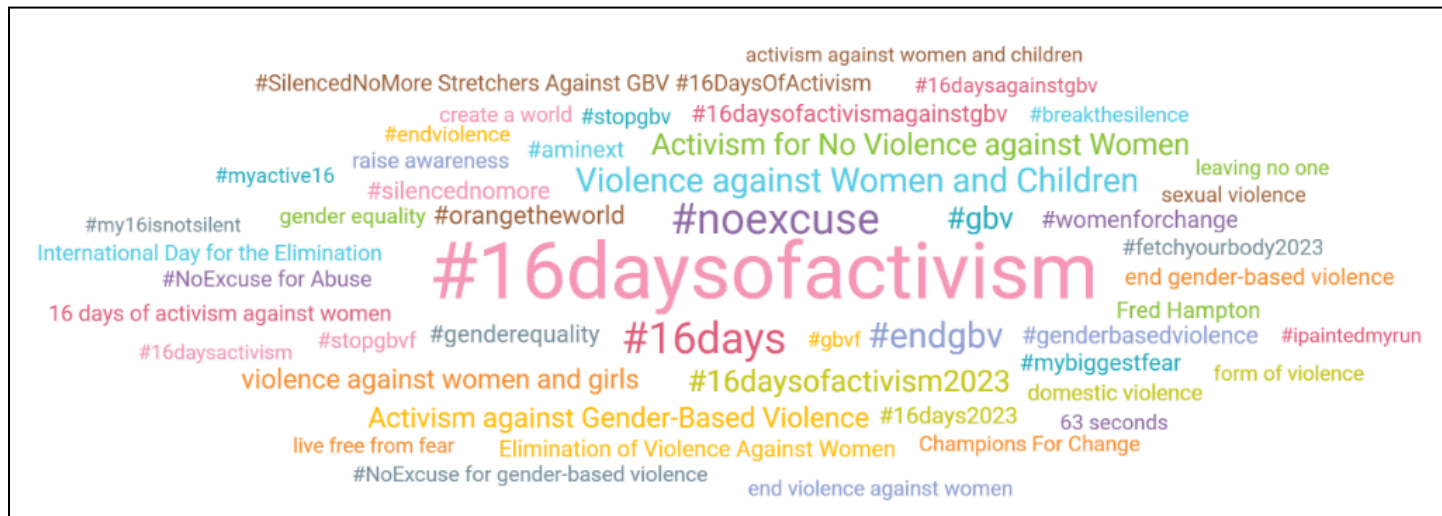 activism against women and children
#SilencedNoMore Stretchers Against GBV #16DaysOfActivism #16daysagainstgbv
create a world #stopgbv #16daysofactivismagainstgbv #breakthesilence
#endviolence #aminext Activism for No Violence against Women
raise awareness leaving no one
#myactive16 #silencednomore Violence against Women and Children sexual violence
#my16isnotsilent gender equality #orangetheworld #noexcuse #gbv #womenforchange
International Day for the Elimination #fetchyourbody2023
#NoExcuse for Abuse #16daysofactivism end gender-based violence
16 days of activism against women Fred Hampton
#16daysactivism #stopgbvf #genderequality #16days #gbvf #endgbv #genderbasedviolence #ipaintedmyrun
#mybiggestfear
violence against women and girls #16daysofactivism2023 domestic violence form of violence
Activism against Gender-Based Violence #16days2023 63 seconds
live free from fear Elimination of Violence Against Women Champions For Change
#NoExcuse for gender-based violence
end violence against women